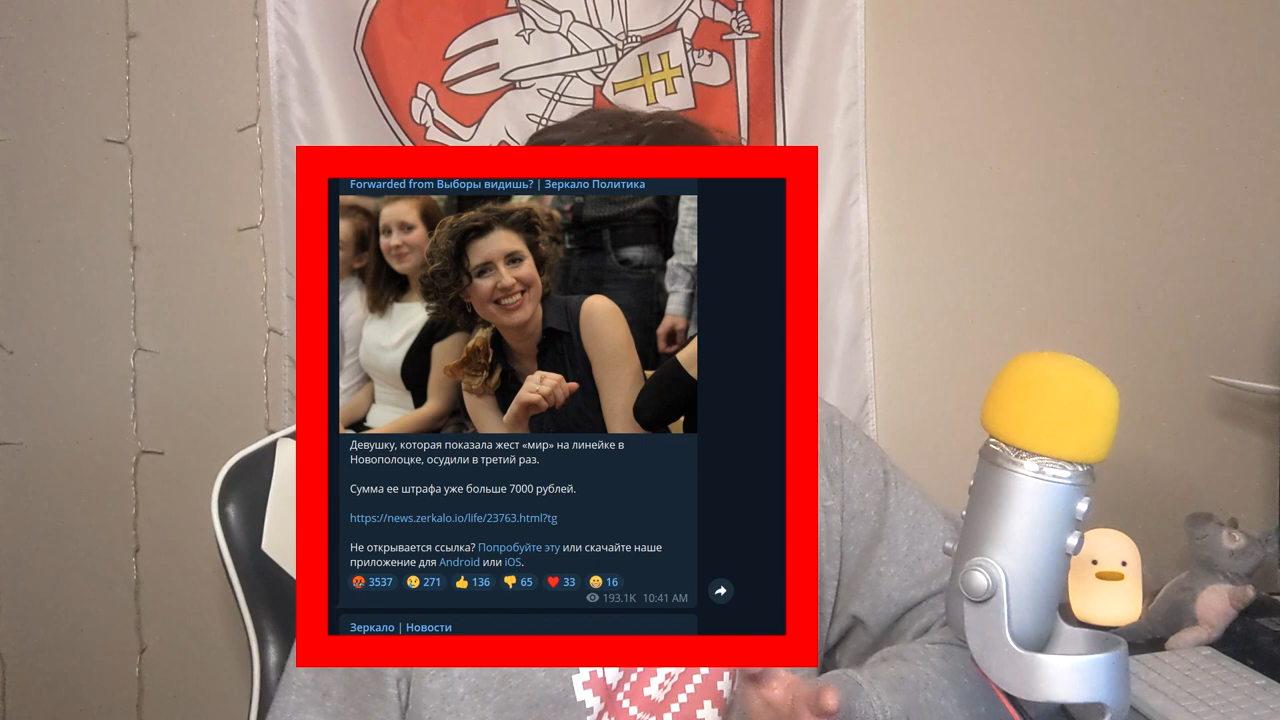 Forwarded from Выборы видишь? | Зеркало Политика
Девушку, которая показала жест «мир» на линейке в
Новополоцке, осудили в третий раз.
Сумма ее штрафа уже больше 7000 рублей.
https://news.zerkalo.io/life/23763.html?tg
Не открывается ссылка? Попробуйте эту или скачайте наше
приложение для Android или iOS.
3537 271 136 65 33 16
193.1K 10:41 AM
Зеркало | Новости